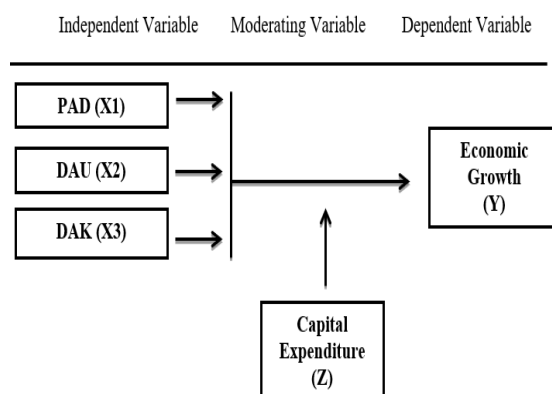 Independent Variable Moderating Variable Dependent Variable
PAD (X1)
DAU (X2)
DAK (X3)
Economic
Growth
(Y)
Capital
Expenditure
(Z)